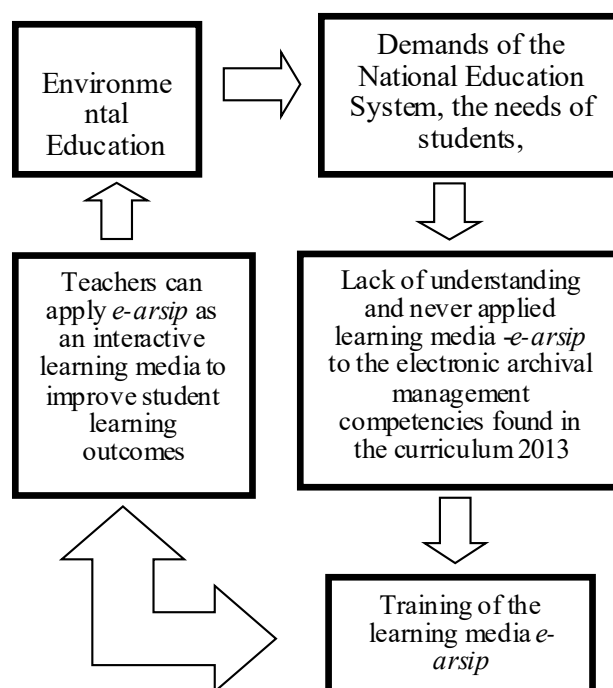 Environme
ntal
Education
Demands of the
National Education
System, the needs of
students,
Teachers can
apply e-arsip as
an interactive
learning media to
improve student
learning
outcomes
Lack of understanding
and never applied
learning media -e-arsip
to the electronic archival
management
competencies found in
the curriculum 2013
Training of the
learning media e-
arsip